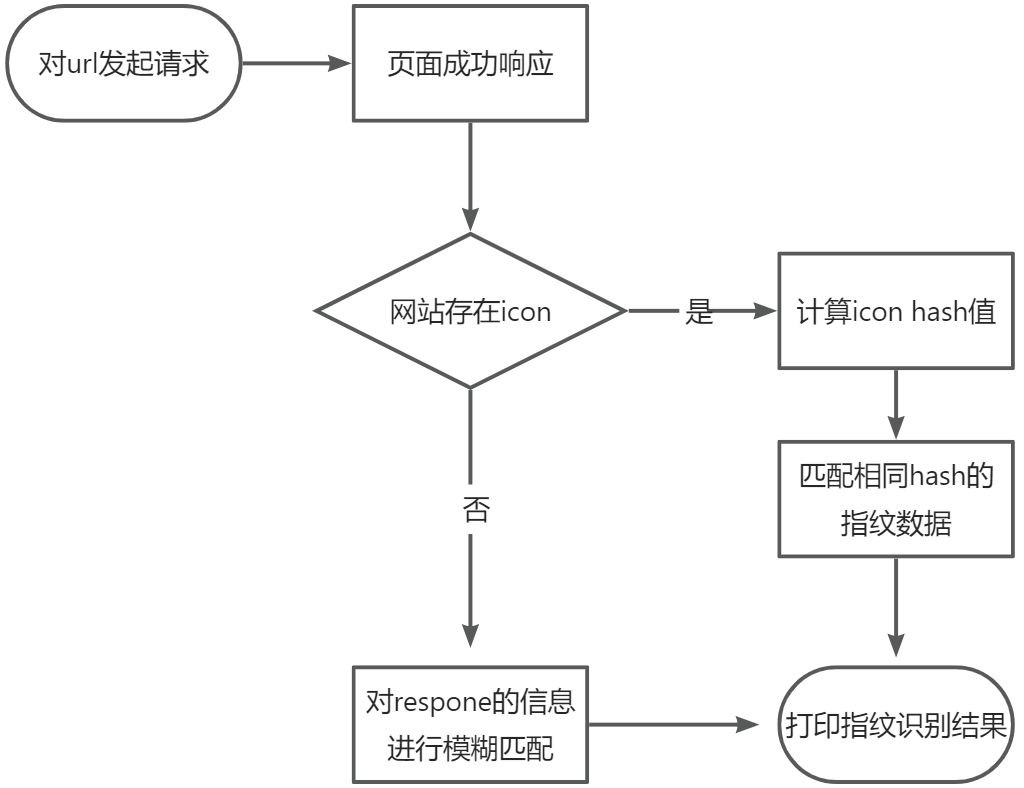 对url发起请求
页面成功响应
网站存在icon
是
计算icon hash值
匹配相同hash的
指纹数据
否
对respone的信息
进行模糊匹配
打印指纹识别结果